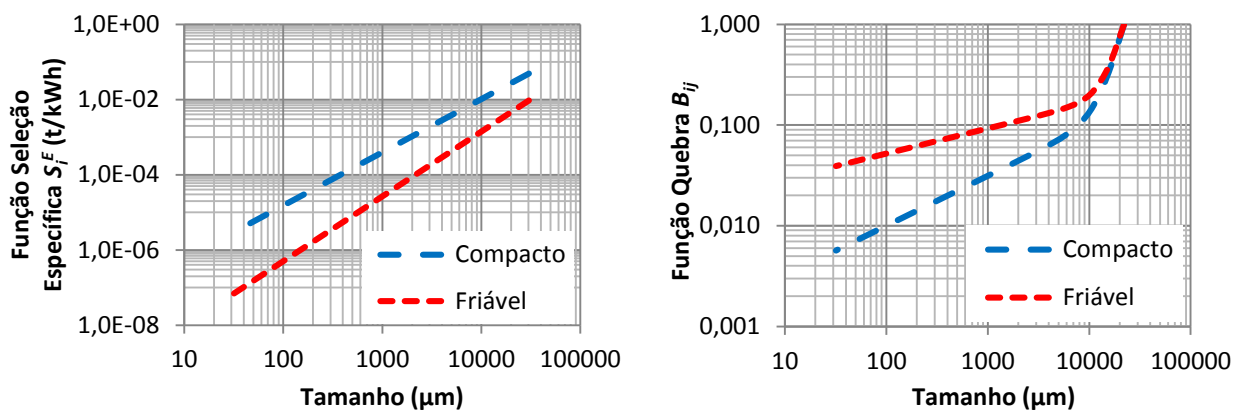 Função Seleção
Específica Sᵢᴱ (t/kWh)
1,0E+00
1,0E-02
1,0E-04
1,0E-06
1,0E-08
Compacto
Friável
10 100 1000 10000 100000
Tamanho (µm)
Função Quebra Bᵢⱼ
1,000
0,100
0,010
0,001
Compacto
Friável
10 100 1000 10000 100000
Tamanho (µm)